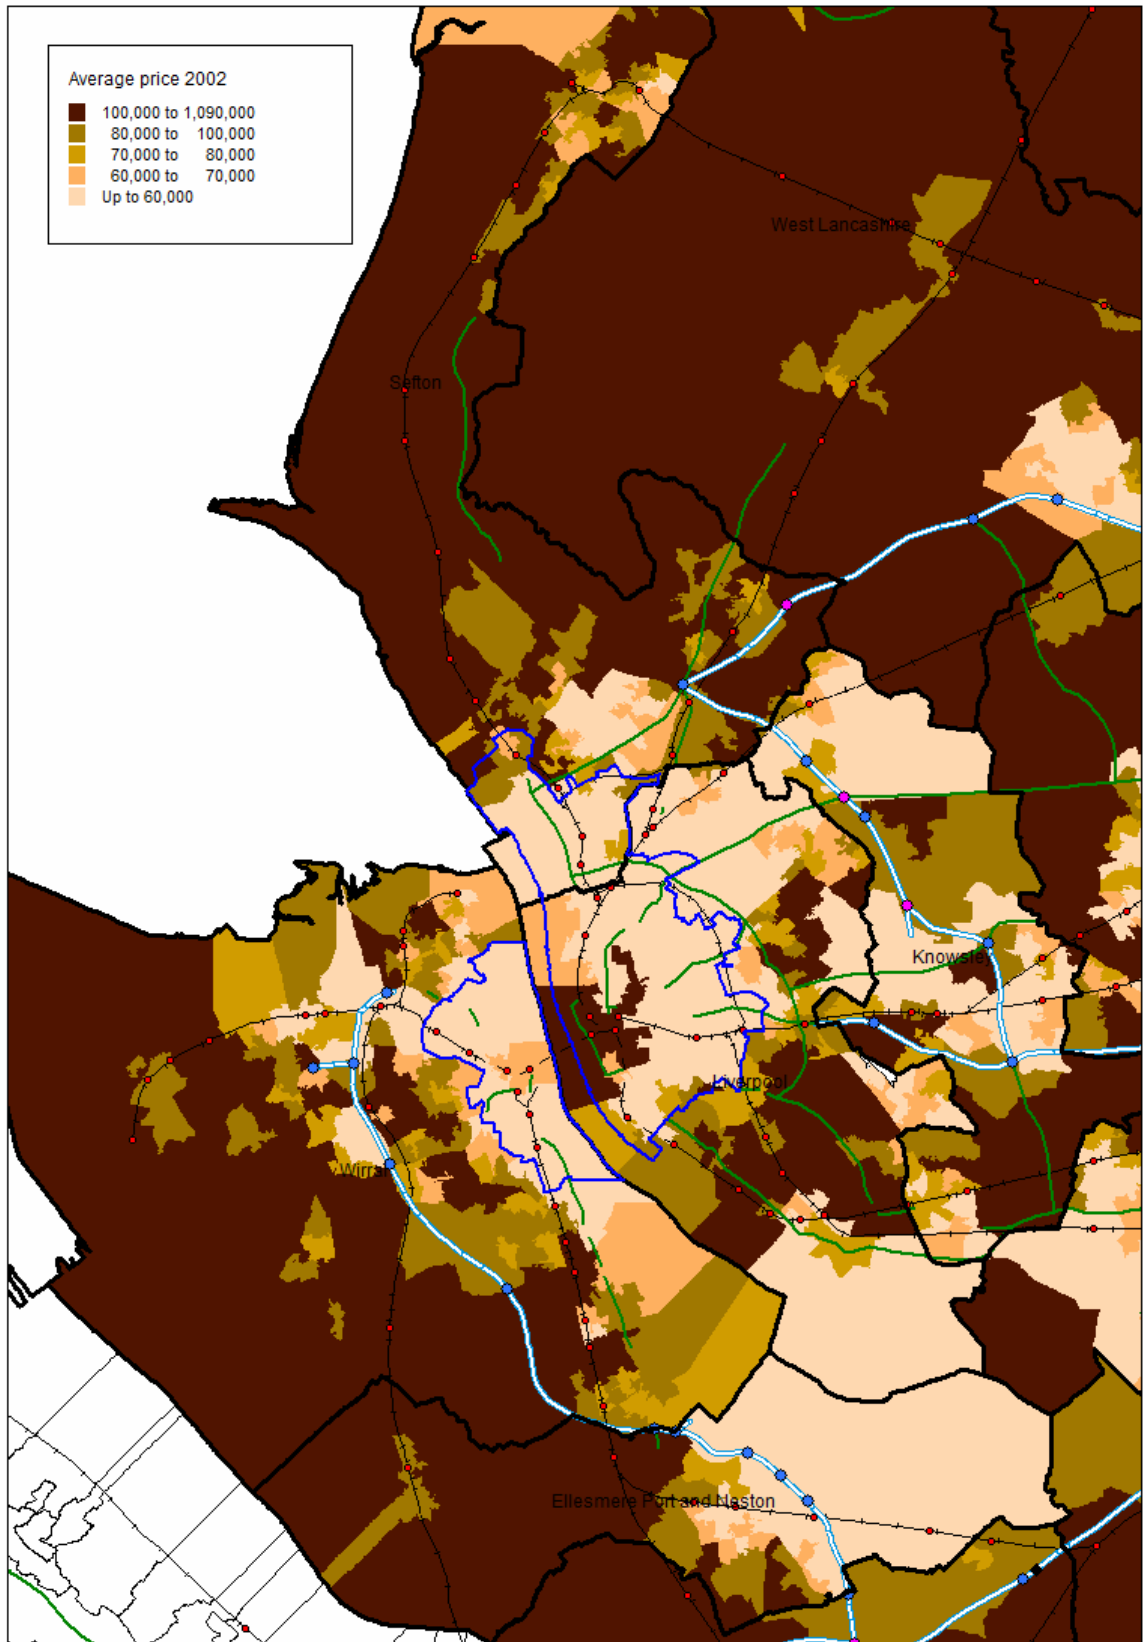 Average price 2002
100,000 to 1,090,000
80,000 to 100,000
70,000 to 80,000
60,000 to 70,000
Up to 60,000
West Lancashire
Sefton
Knowsley
Liverpool
Wirral
Ellesmere Port and Neston